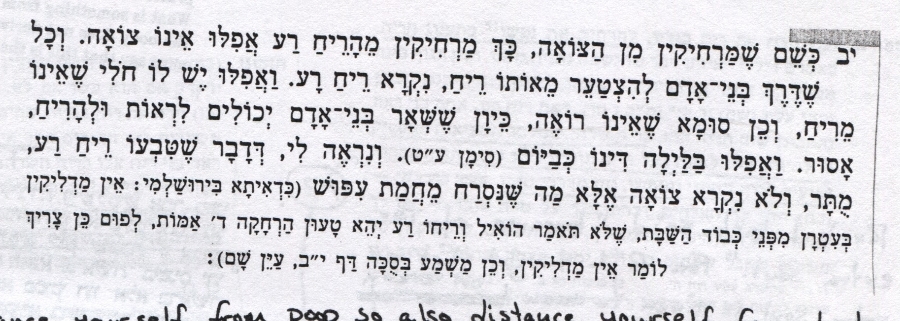 יב כְּשֵׁם שֶׁמַּרְחִיקִין מִן הַצּוֹאָה, כָּךְ מַרְחִיקִין מֵהָרֵיחַ רַע אֲפִלּוּ אֵינוֹ צוֹאָה. וְכָל
שֶׁדֶּרֶךְ בְּנֵי־אָדָם לְהִצְטַעֵר מֵאוֹתוֹ רֵיחַ, נִקְרָא רֵיחַ רָע. וַאֲפִלּוּ יֶשׁ לוֹ חֹלִי שֶׁאֵינוֹ
מֵרִיחַ, וְכֵן סוּמָא שֶׁאֵינוֹ רוֹאֶה, כֵּיוָן שֶׁשְּׁאָר בְּנֵי־אָדָם יְכוֹלִים לִרְאוֹת וּלְהָרִיחַ,
אָסוּר. וַאֲפִלּוּ בַּלַּיְלָה דִּינוֹ כְּבַיּוֹם (סִימָן ע״ט). וְנִרְאֶה לִי, דְּדָבָר שֶׁטִּבְעוֹ רֵיחַ רַע,
מֻתָּר, וְלֹא נִקְרָא צוֹאָה אֶלָּא מַה שֶּׁנִּסְרַח מֵחֲמַת עִפּוּשׁ (כִּדְאִיתָא בִּירוּשַׁלְמִי: אֵין מַדְלִיקִין
בְּעִטְרָן מִפְּנֵי כְּבוֹד הַשַּׁבָּת, שֶׁלֹּא תֹּאמַר הוֹאִיל וְרֵיחוֹ רַע יְהֵא טָעוּן הַרְחָקָה ד׳ אַמּוֹת, לְפוּם כֵּן צָרִיךְ
לוֹמַר אֵין מַדְלִיקִין, וְכֵן מַשְׁמַע בְּסֻכָּה דַּף י״ב, עַיֵּן שָׁם):
yourself from poop so also distance yourself